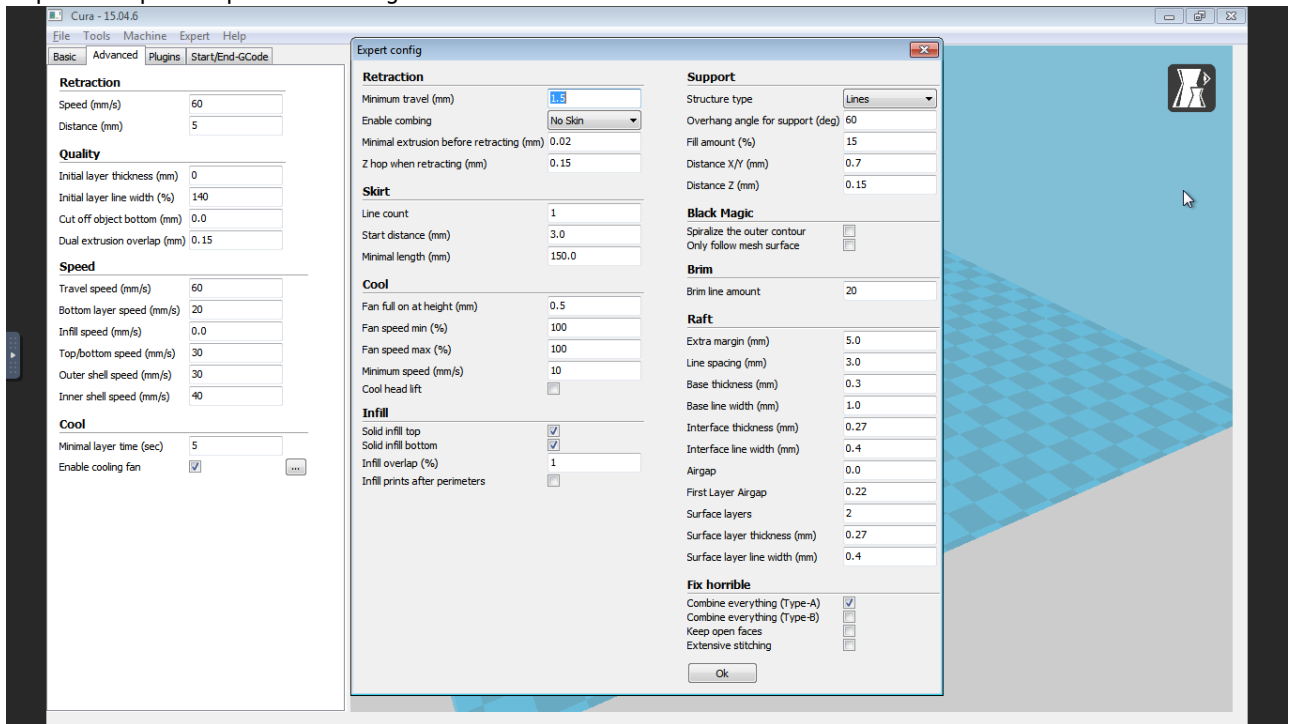 Cura - 15.04.6
File Tools Machine Expert Help
Basic Advanced Plugins Start/End-GCode
Retraction
Speed (mm/s) 60
Distance (mm) 5
Quality
Initial layer thickness (mm) 0
Initial layer line width (%) 140
Cut off object bottom (mm) 0.0
Dual extrusion overlap (mm) 0.15
Speed
Travel speed (mm/s) 60
Bottom layer speed (mm/s) 20
Infill speed (mm/s) 0.0
Top/bottom speed (mm/s) 30
Outer shell speed (mm/s) 30
Inner shell speed (mm/s) 40
Cool
Minimal layer time (sec) 5
Enable cooling fan ...
Expert config
Retraction
Minimum travel (mm) 1.5
Enable combing No Skin
Minimal extrusion before retracting (mm) 0.02
Z hop when retracting (mm) 0.15
Skirt
Line count 1
Start distance (mm) 3.0
Minimal length (mm) 150.0
Cool
Fan full on at height (mm) 0.5
Fan speed min (%) 100
Fan speed max (%) 100
Minimum speed (mm/s) 10
Cool head lift
Infill
Solid infill top
Solid infill bottom
Infill overlap (%) 1
Infill prints after perimeters
Support
Structure type Lines
Overhang angle for support (deg) 60
Fill amount (%) 15
Distance X/Y (mm) 0.7
Distance Z (mm) 0.15
Black Magic
Spiralize the outer contour
Only follow mesh surface
Brim
Brim line amount 20
Raft
Extra margin (mm) 5.0
Line spacing (mm) 3.0
Base thickness (mm) 0.3
Base line width (mm) 1.0
Interface thickness (mm) 0.27
Interface line width (mm) 0.4
Airgap 0.0
First Layer Airgap 0.22
Surface layers 2
Surface layer thickness (mm) 0.27
Surface layer line width (mm) 0.4
Fix horrible
Combine everything (Type-A)
Combine everything (Type-B)
Keep open faces
Extensive stitching
Ok